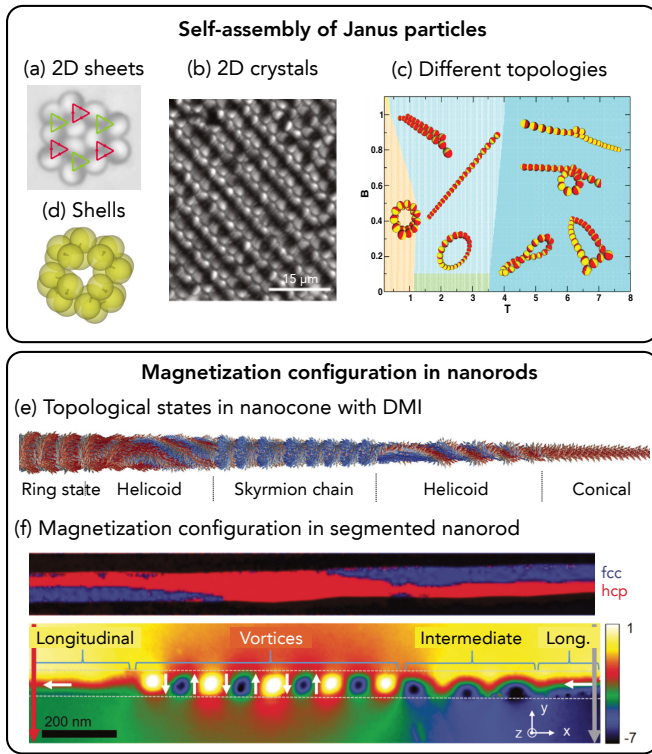 Self-assembly of Janus particles
(a) 2D sheets
(b) 2D crystals
(c) Different topologies
(d) Shells
15 μm
1
0.8
0.6
B
0.4
0.2
0
1 2 3 4 5 6 7 8
T
Magnetization configuration in nanorods
(e) Topological states in nanocone with DMI
Ring state Helicoid Skyrmion chain Helicoid Conical
(f) Magnetization configuration in segmented nanorod
fcc
hcp
Longitudinal Vortices Intermediate Long.
1
200 nm
y
z x
-7